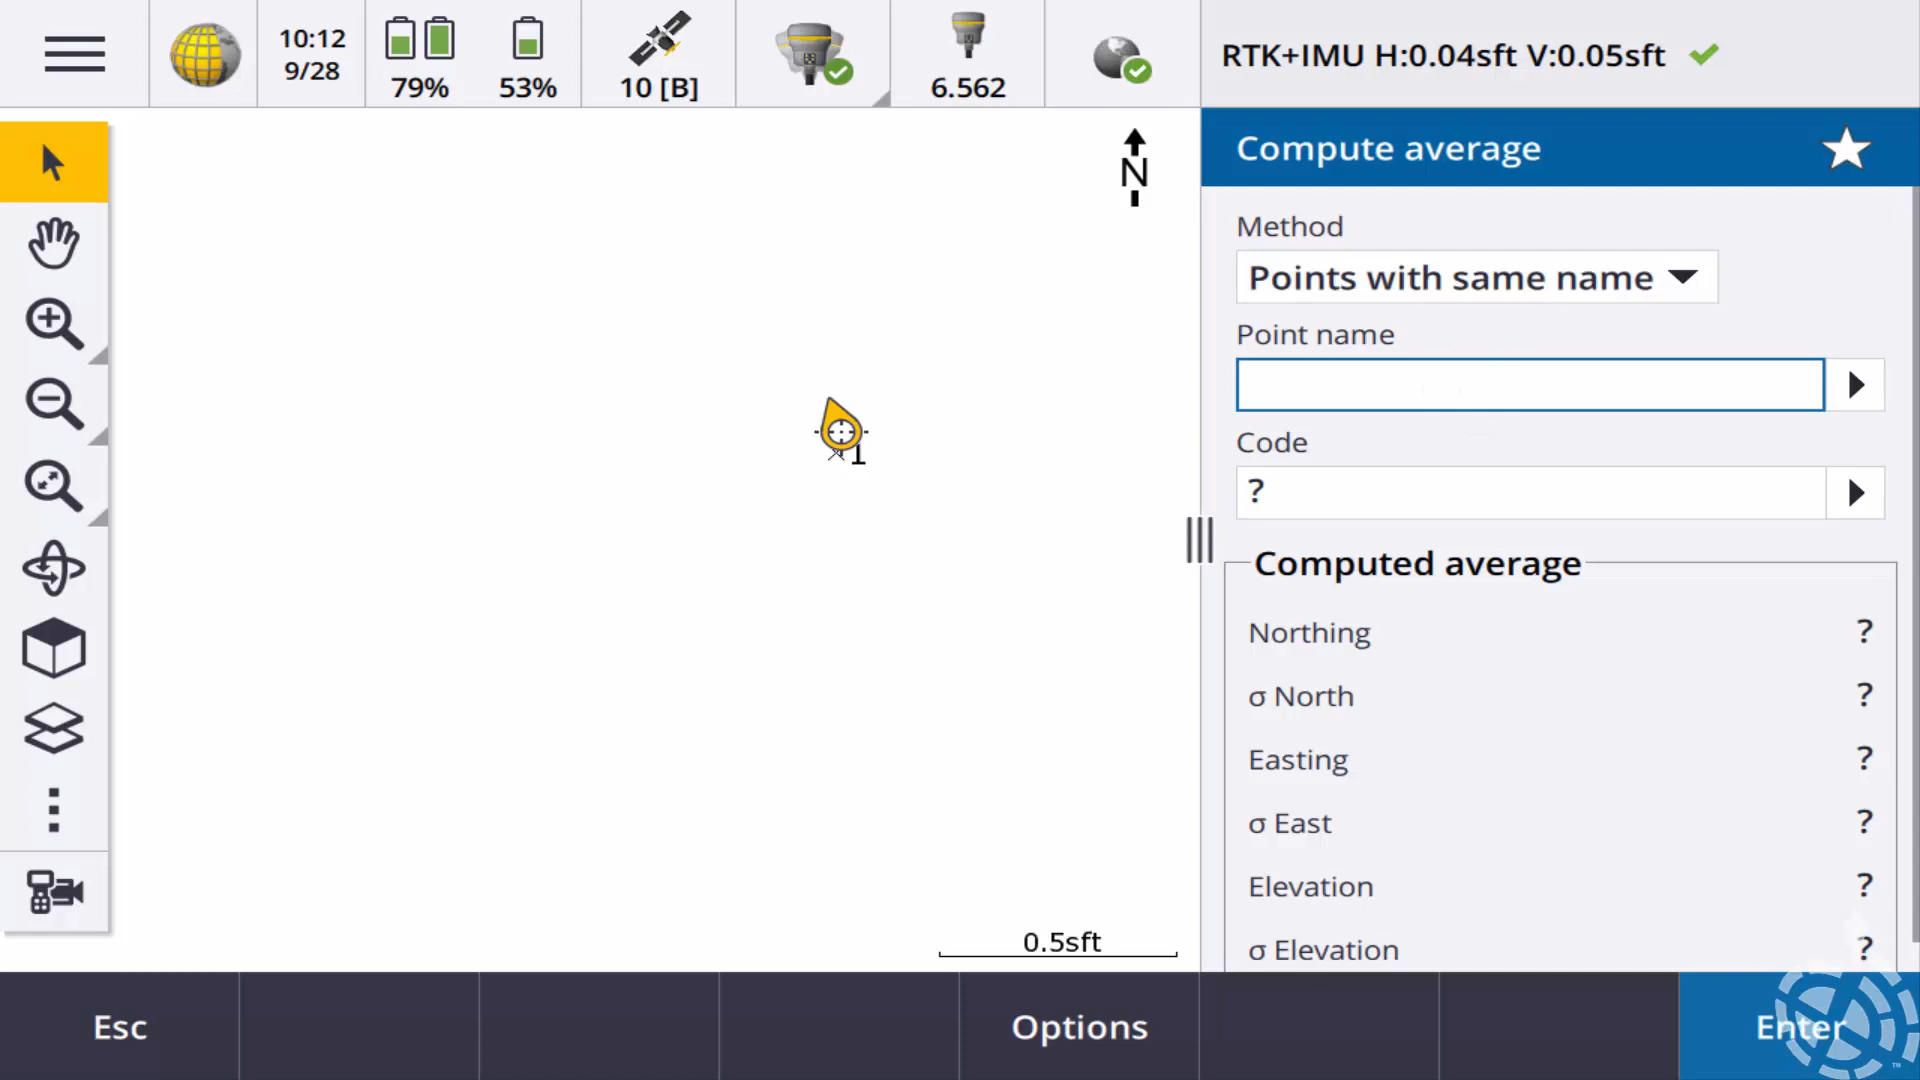 10:12
9/28
79%
53%
10 [B]
6.562
RTK+IMU H:0.04sft V:0.05sft
N
Compute average
Method
Points with same name
Point name
Code
?
1
Computed average
Northing ?
σ North ?
Easting ?
σ East ?
Elevation ?
σ Elevation ?
0.5sft
Esc
Options
Enter